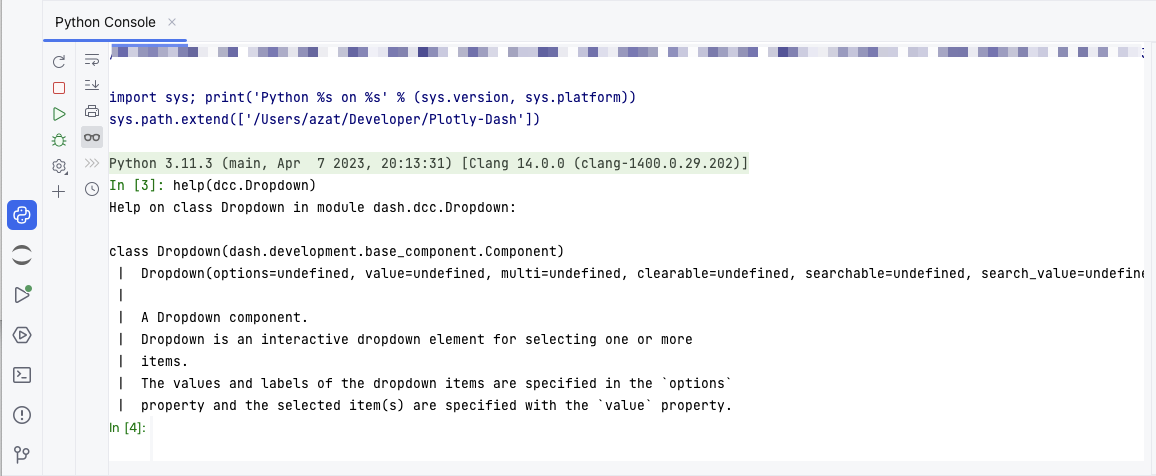 Python Console
import sys; print('Python %s on %s' % (sys.version, sys.platform))
sys.path.extend(['/Users/azat/Developer/Plotly-Dash'])
Python 3.11.3 (main, Apr  7 2023, 20:13:31) [Clang 14.0.0 (clang-1400.0.29.202)]
In [3]: help(dcc.Dropdown)
Help on class Dropdown in module dash.dcc.Dropdown:
class Dropdown(dash.development.base_component.Component)
 |  Dropdown(options=undefined, value=undefined, multi=undefined, clearable=undefined, searchable=undefined, search_value=undefine
 |
 |  A Dropdown component.
 |  Dropdown is an interactive dropdown element for selecting one or more
 |  items.
 |  The values and labels of the dropdown items are specified in the `options`
 |  property and the selected item(s) are specified with the `value` property.
In [4]: